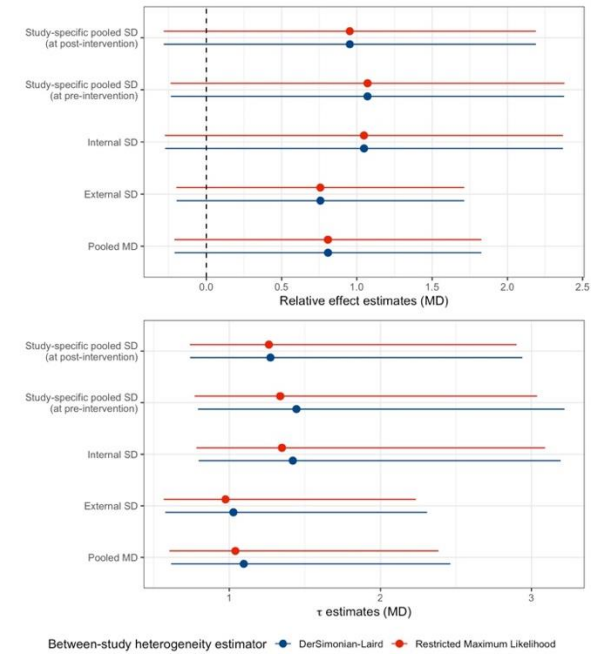 Study-specific pooled SD
(at post-intervention)
Study-specific pooled SD
(at pre-intervention)
Internal SD
External SD
Pooled MD
0.0 0.5 1.0 1.5 2.0 2.5
Relative effect estimates (MD)
Study-specific pooled SD
(at post-intervention)
Study-specific pooled SD
(at pre-intervention)
Internal SD
External SD
Pooled MD
1 2 3
τ estimates (MD)
Between-study heterogeneity estimator DerSimonian-Laird Restricted Maximum Likelihood